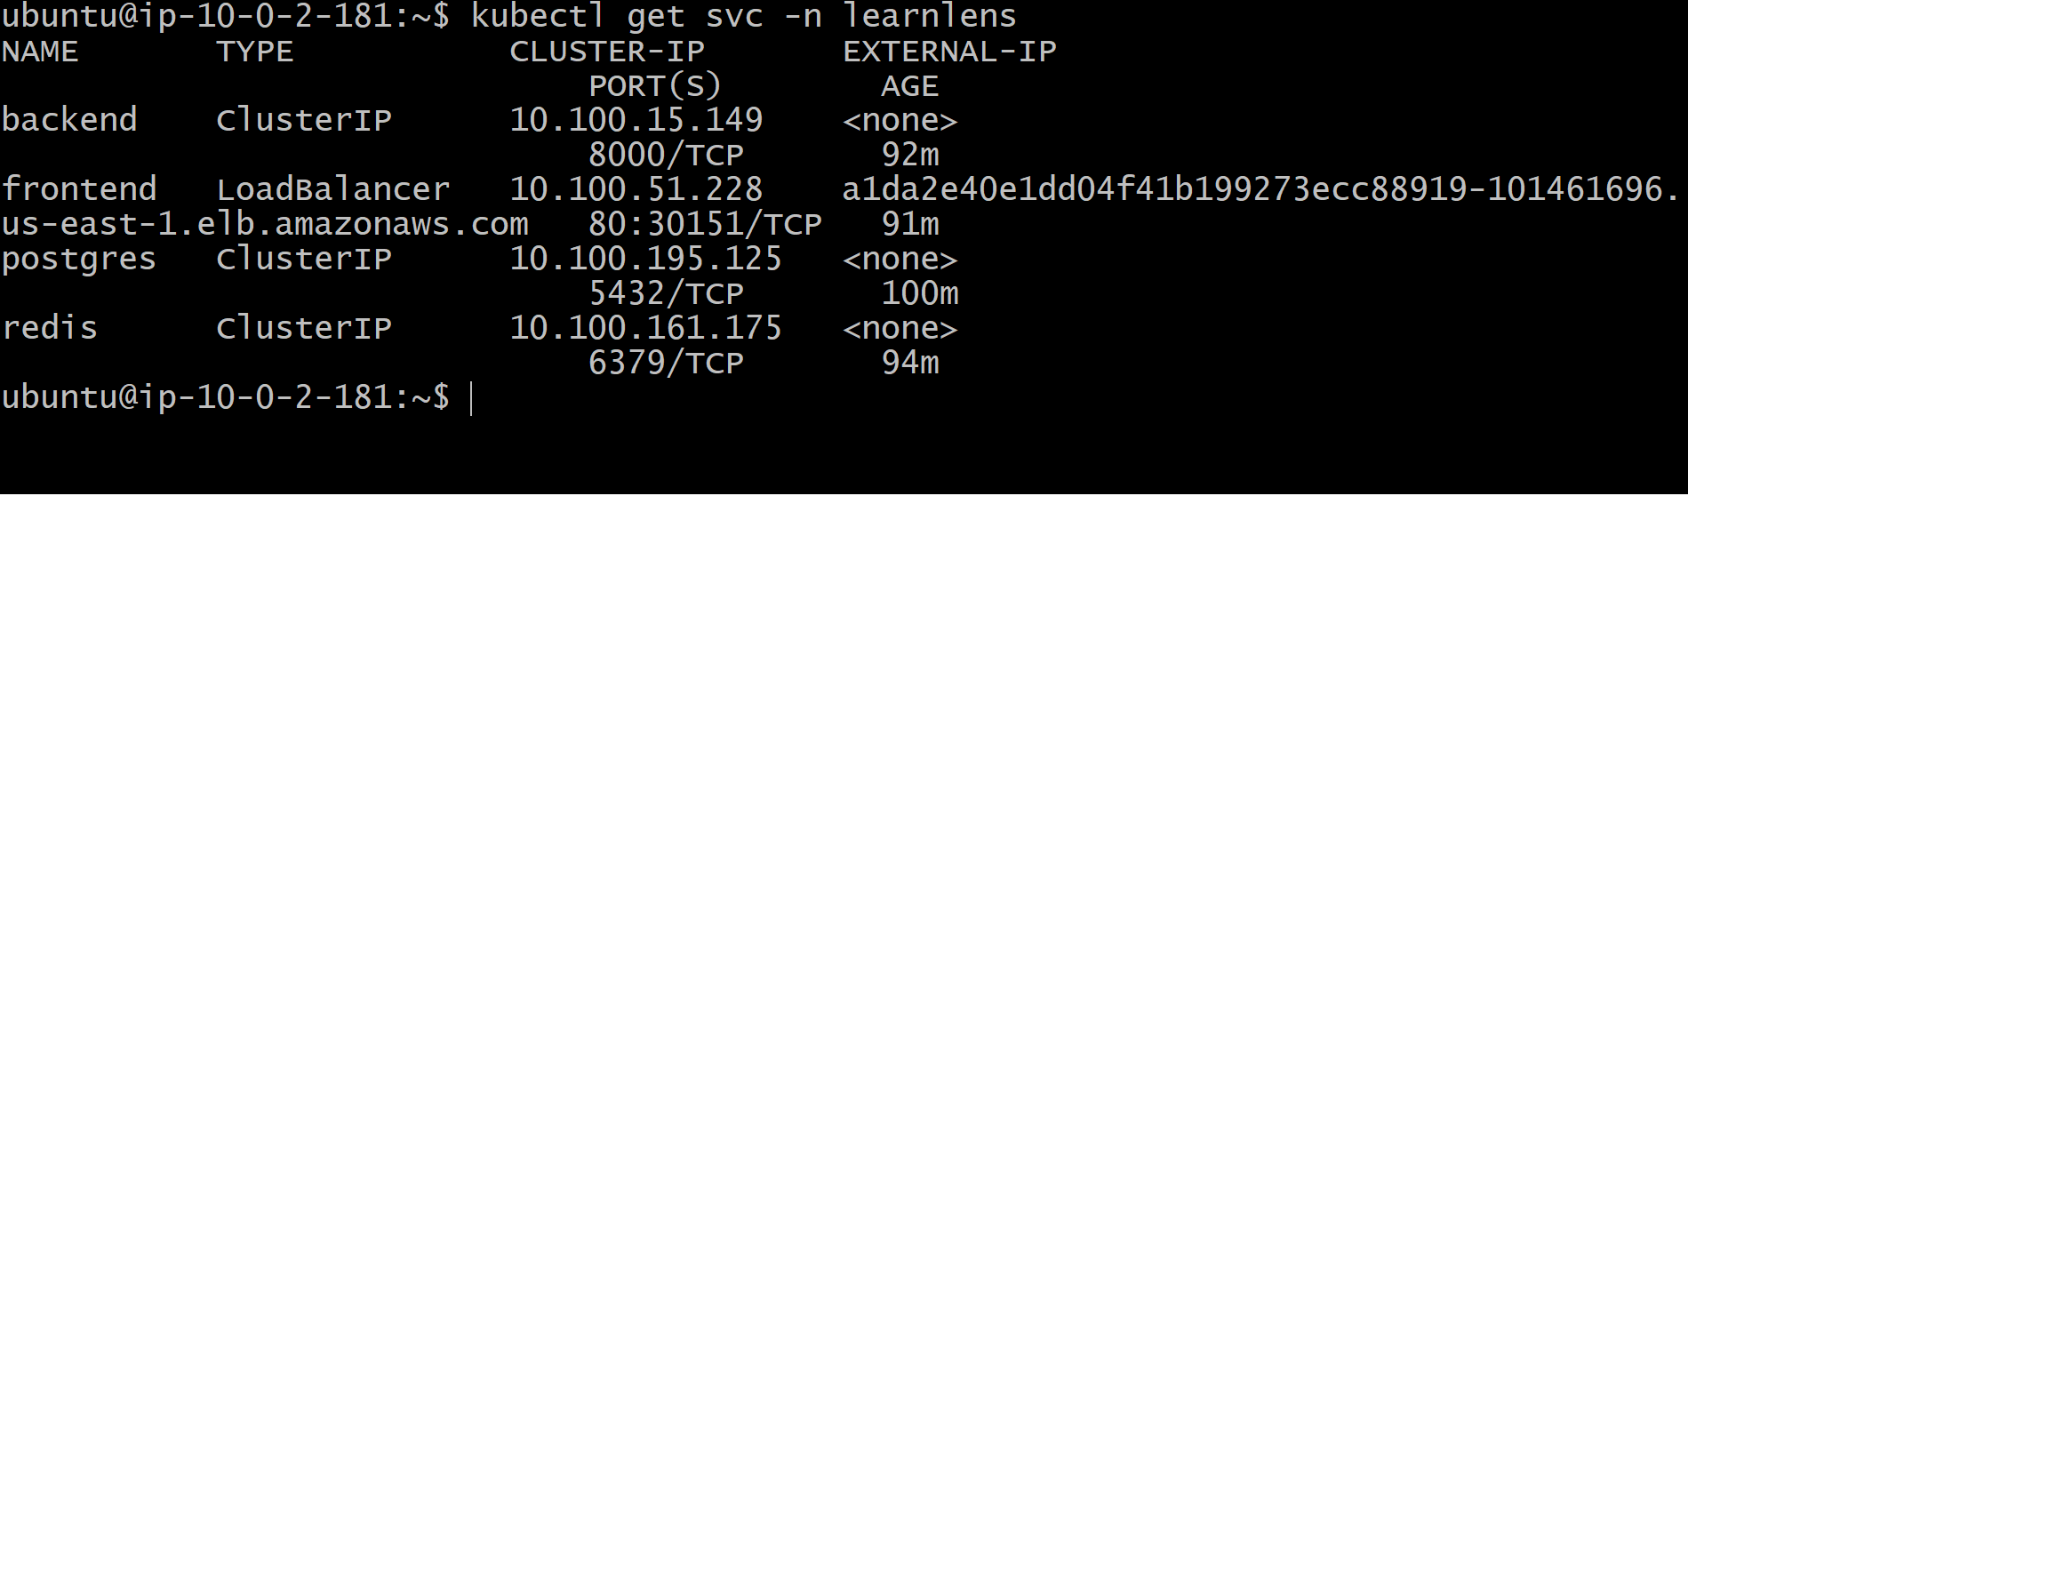 ubuntu@ip-10-0-2-181:~$ kubectl get svc -n learnlens
NAME       TYPE           CLUSTER-IP       EXTERNAL-IP
                              PORT(S)        AGE
backend    ClusterIP      10.100.15.149    <none>
                              8000/TCP       92m
frontend   LoadBalancer   10.100.51.228    a1da2e40e1dd04f41b199273ecc88919-101461696.
us-east-1.elb.amazonaws.com   80:30151/TCP   91m
postgres   ClusterIP      10.100.195.125   <none>
                              5432/TCP       100m
redis      ClusterIP      10.100.161.175   <none>
                              6379/TCP       94m
ubuntu@ip-10-0-2-181:~$